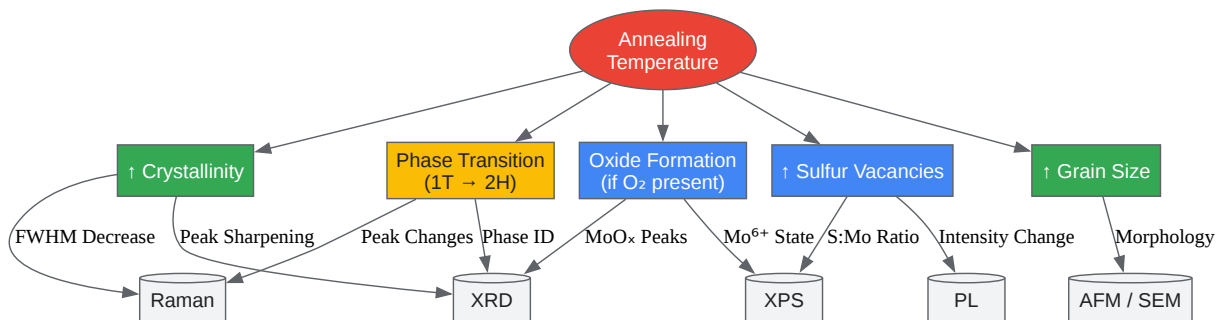 Annealing
Temperature
↑ Crystallinity
Phase Transition
(1T → 2H)
Oxide Formation
(if O₂ present)
↑ Sulfur Vacancies
↑ Grain Size
FWHM Decrease
Peak Sharpening
Peak Changes
Phase ID
MoOₓ Peaks
Mo⁶⁺ State
S:Mo Ratio
Intensity Change
Morphology
Raman
XRD
XPS
PL
AFM / SEM